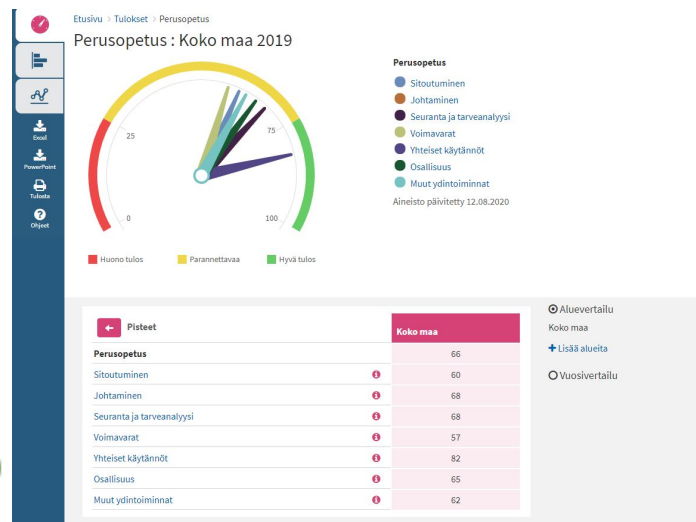 Etusivu > Tulokset > Perusopetus
Perusopetus : Koko maa 2019
Excel
PowerPoint
Tulosta
Ohjeet
0
25
75
100
Huono tulos
Parannettavaa
Hyvä tulos
Perusopetus
Sitoutuminen
Johtaminen
Seuranta ja tarveanalyysi
Voimavarat
Yhteiset käytännöt
Osallisuus
Muut ydintoiminnat
Aineisto päivitetty 12.08.2020
Pisteet Koko maa
Perusopetus 66
Sitoutuminen 60
Johtaminen 68
Seuranta ja tarveanalyysi 68
Voimavarat 57
Yhteiset käytännöt 82
Osallisuus 65
Muut ydintoiminnat 62
Aluevertailu
Koko maa
+ Lisää alueita
Vuosivertailu